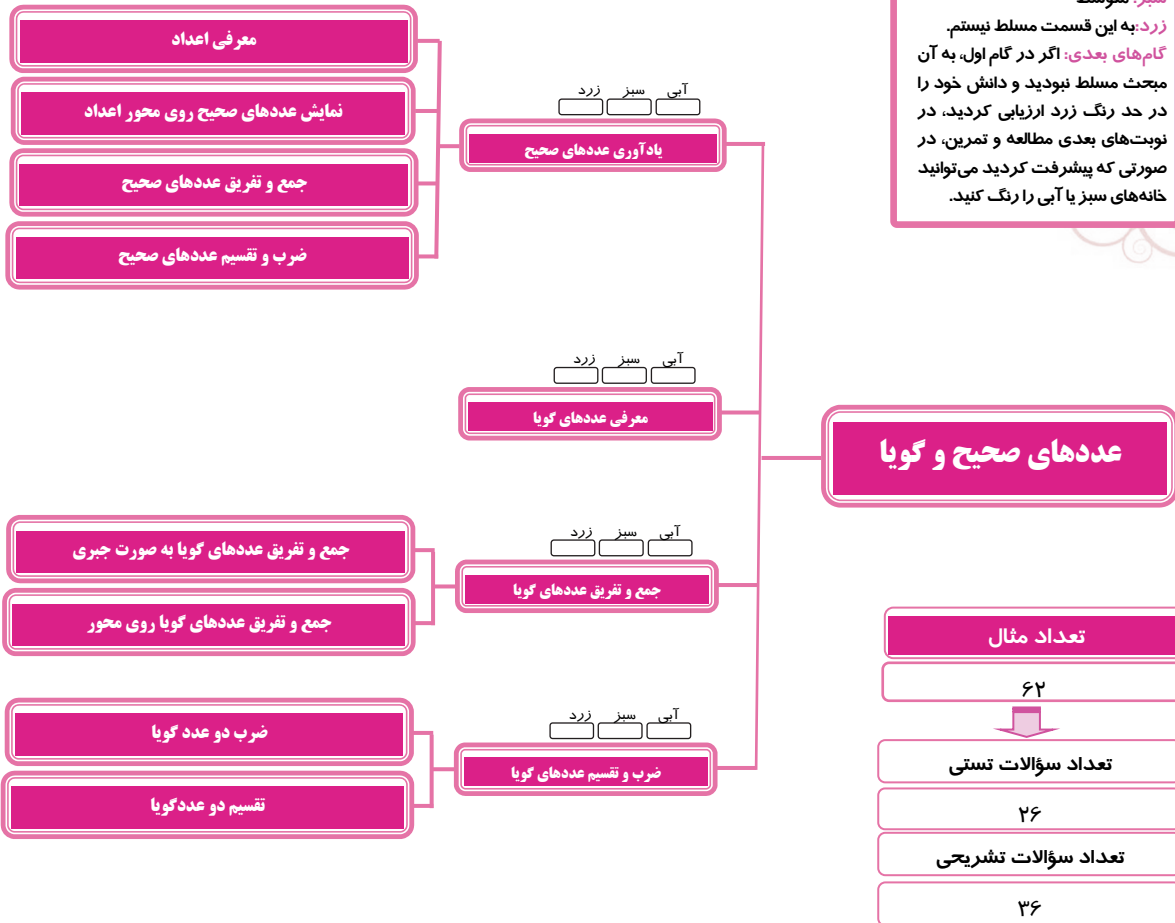 سبز: متوسط
زرد:به این قسمت مسلط نیستم.
گام‌های بعدی: اگر در گام اول، به آن
مبحث مسلط نبودید و دانش خود را
در حد رنگ زرد ارزیابی کردید، در
نوبت‌های بعدی مطالعه و تمرین، در
صورتی که پیشرفت کردید می‌توانید
خانه‌های سبز یا آبی را رنگ کنید.
عددهای صحیح و گویا
آبی سبز زرد
یادآوری عددهای صحیح
معرفی اعداد
نمایش عددهای صحیح روی محور اعداد
جمع و تفریق عددهای صحیح
ضرب و تقسیم عددهای صحیح
آبی سبز زرد
معرفی عددهای گویا
آبی سبز زرد
جمع و تفریق عددهای گویا
جمع و تفریق عددهای گویا به صورت جبری
جمع و تفریق عددهای گویا روی محور
آبی سبز زرد
ضرب و تقسیم عددهای گویا
ضرب دو عدد گویا
تقسیم دو عددگویا
تعداد مثال
۶۲
تعداد سؤالات تستی
۲۶
تعداد سؤالات تشریحی
۳۶